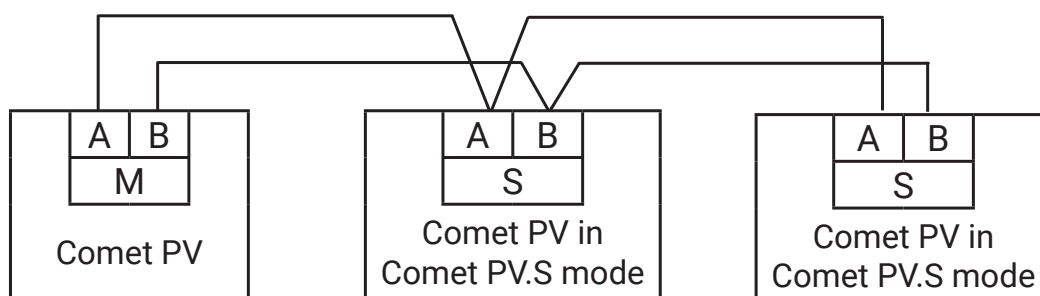 A B
M
Comet PV
A B
S
Comet PV in
Comet PV.S mode
A B
S
Comet PV in
Comet PV.S mode